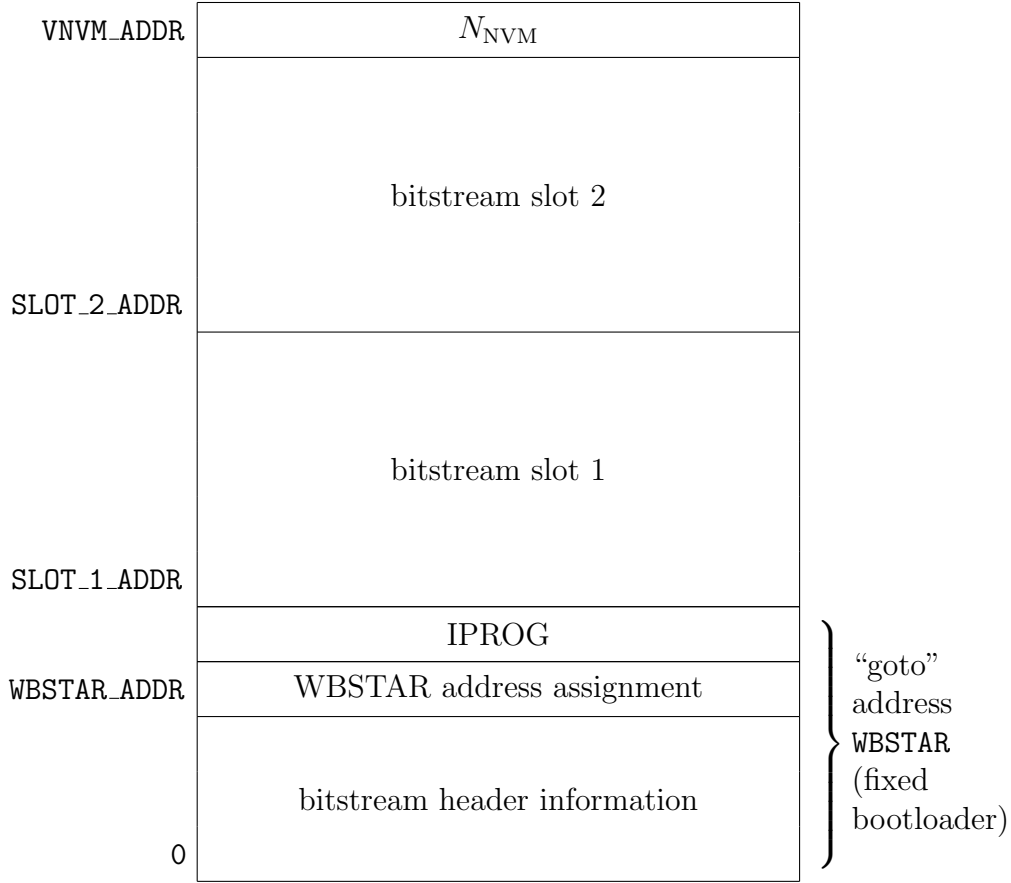 VNVM_ADDR
N_NVM
bitstream slot 2
SLOT_2_ADDR
bitstream slot 1
SLOT_1_ADDR
IPROG
WBSTAR_ADDR
WBSTAR address assignment
bitstream header information
0
“goto”
address
WBSTAR
(fixed
bootloader)